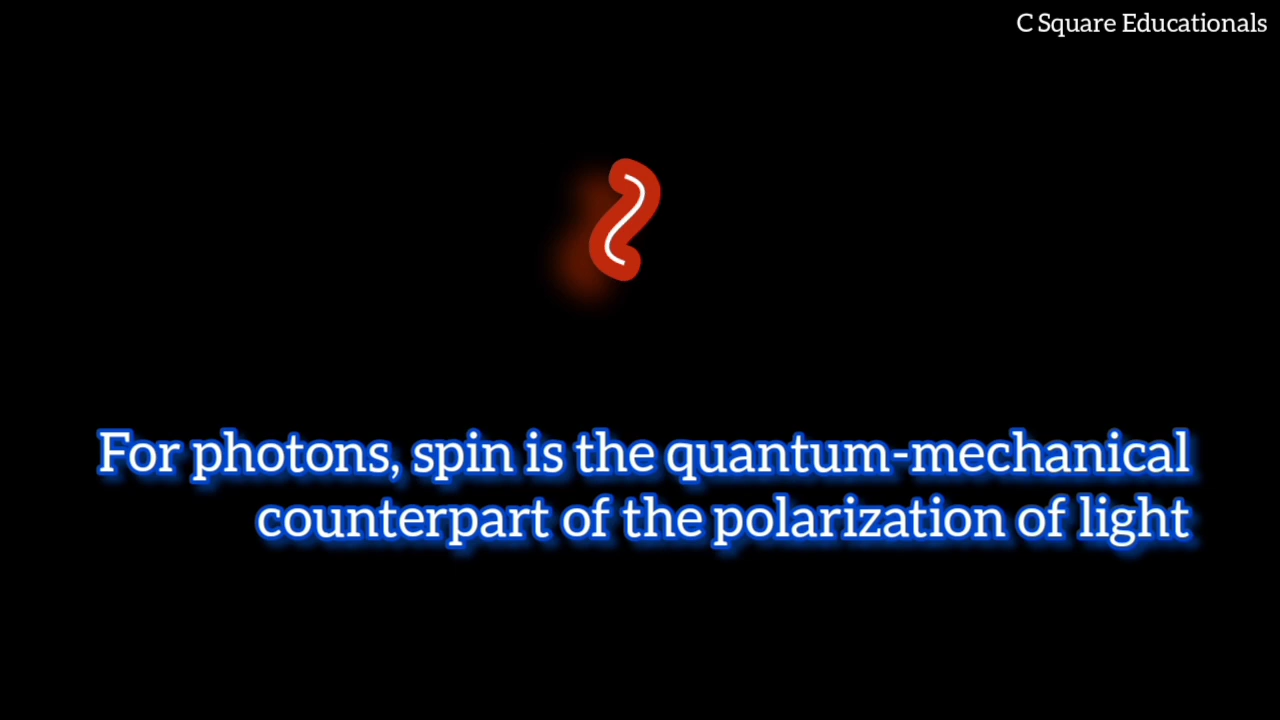 C Square Educationals
For photons, spin is the quantum-mechanical
counterpart of the polarization of light